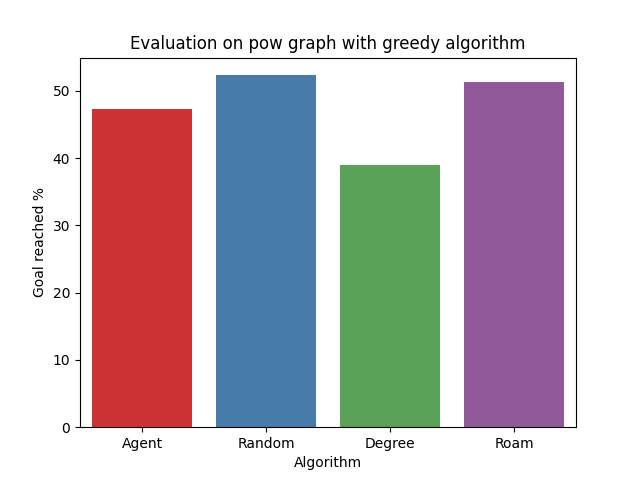 Evaluation on pow graph with greedy algorithm
Goal reached %
50
40
30
20
10
0
Agent Random Degree Roam
Algorithm